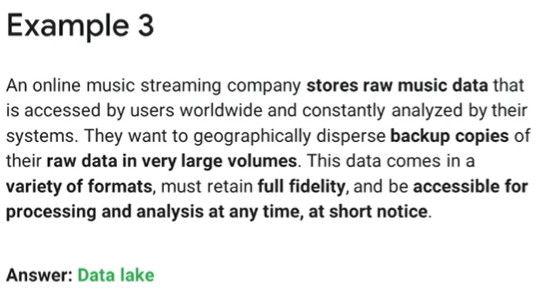 Example 3
An online music streaming company stores raw music data that
is accessed by users worldwide and constantly analyzed by their
systems. They want to geographically disperse backup copies of
their raw data in very large volumes. This data comes in a
variety of formats, must retain full fidelity, and be accessible for
processing and analysis at any time, at short notice.
Answer: Data lake